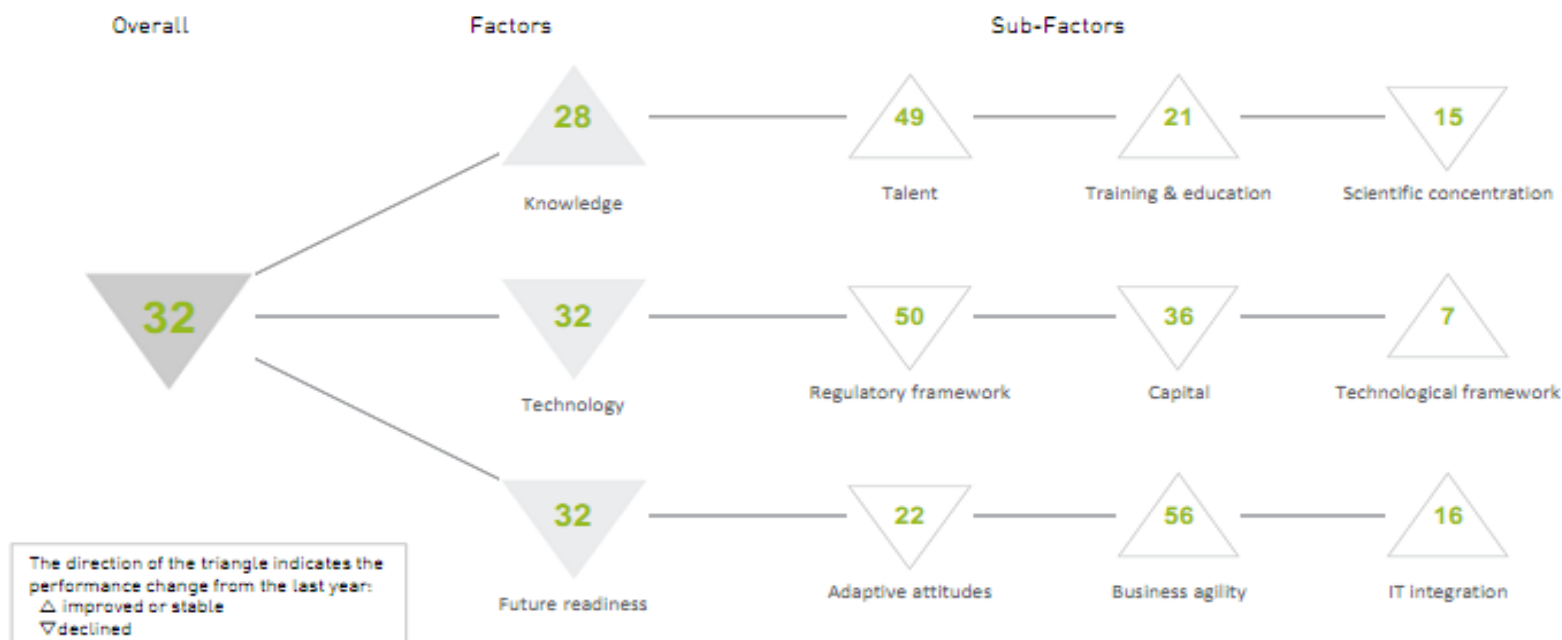 Overall Factors Sub-Factors
28 49 21 15
Knowledge Talent Training & education Scientific concentration
32 32 50 36 7
Technology Regulatory framework Capital Technological framework
32 22 56 16
Future readiness Adaptive attitudes Business agility IT integration
The direction of the triangle indicates the
performance change from the last year:
△ improved or stable
▽declined